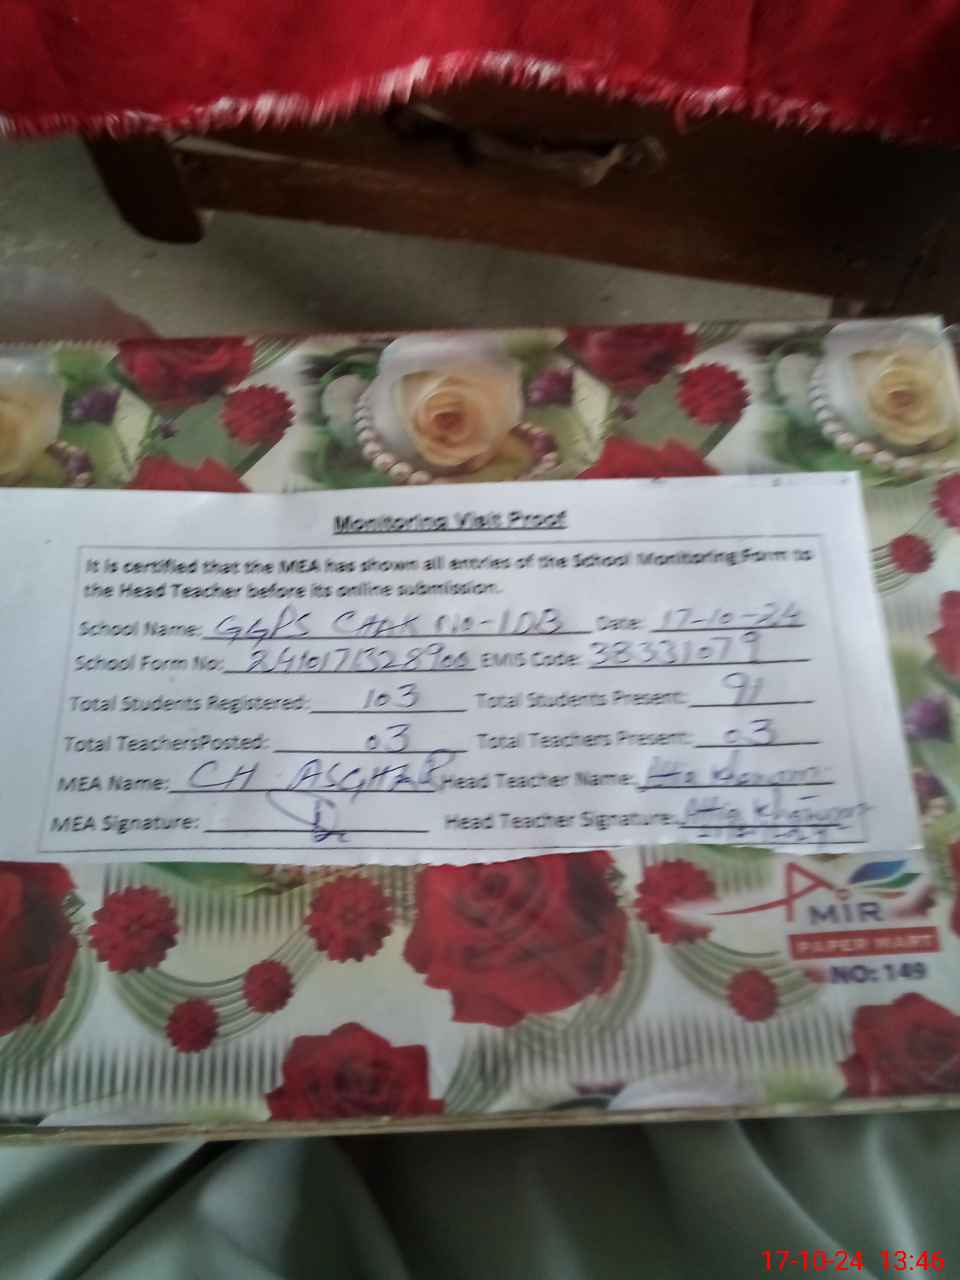 Monitoring Visit Proof
It is certified that the MEA has shown all entries of the School Monitoring Form to
the Head Teacher before its online submission.
School Name: GGPS CHAK No-1DB Date: 17-10-24
School Form No: EMIS Code: 38331079
Total Students Registered: 103 Total Students Present: 91
Total TeachersPosted: 03 Total Teachers Present: 03
MEA Name: CH. ASGHAR Head Teacher Name: Attia
MEA Signature: Head Teacher Signature: Attia
AMIR
PAPER MART
NO: 149
17-10-24 13:46